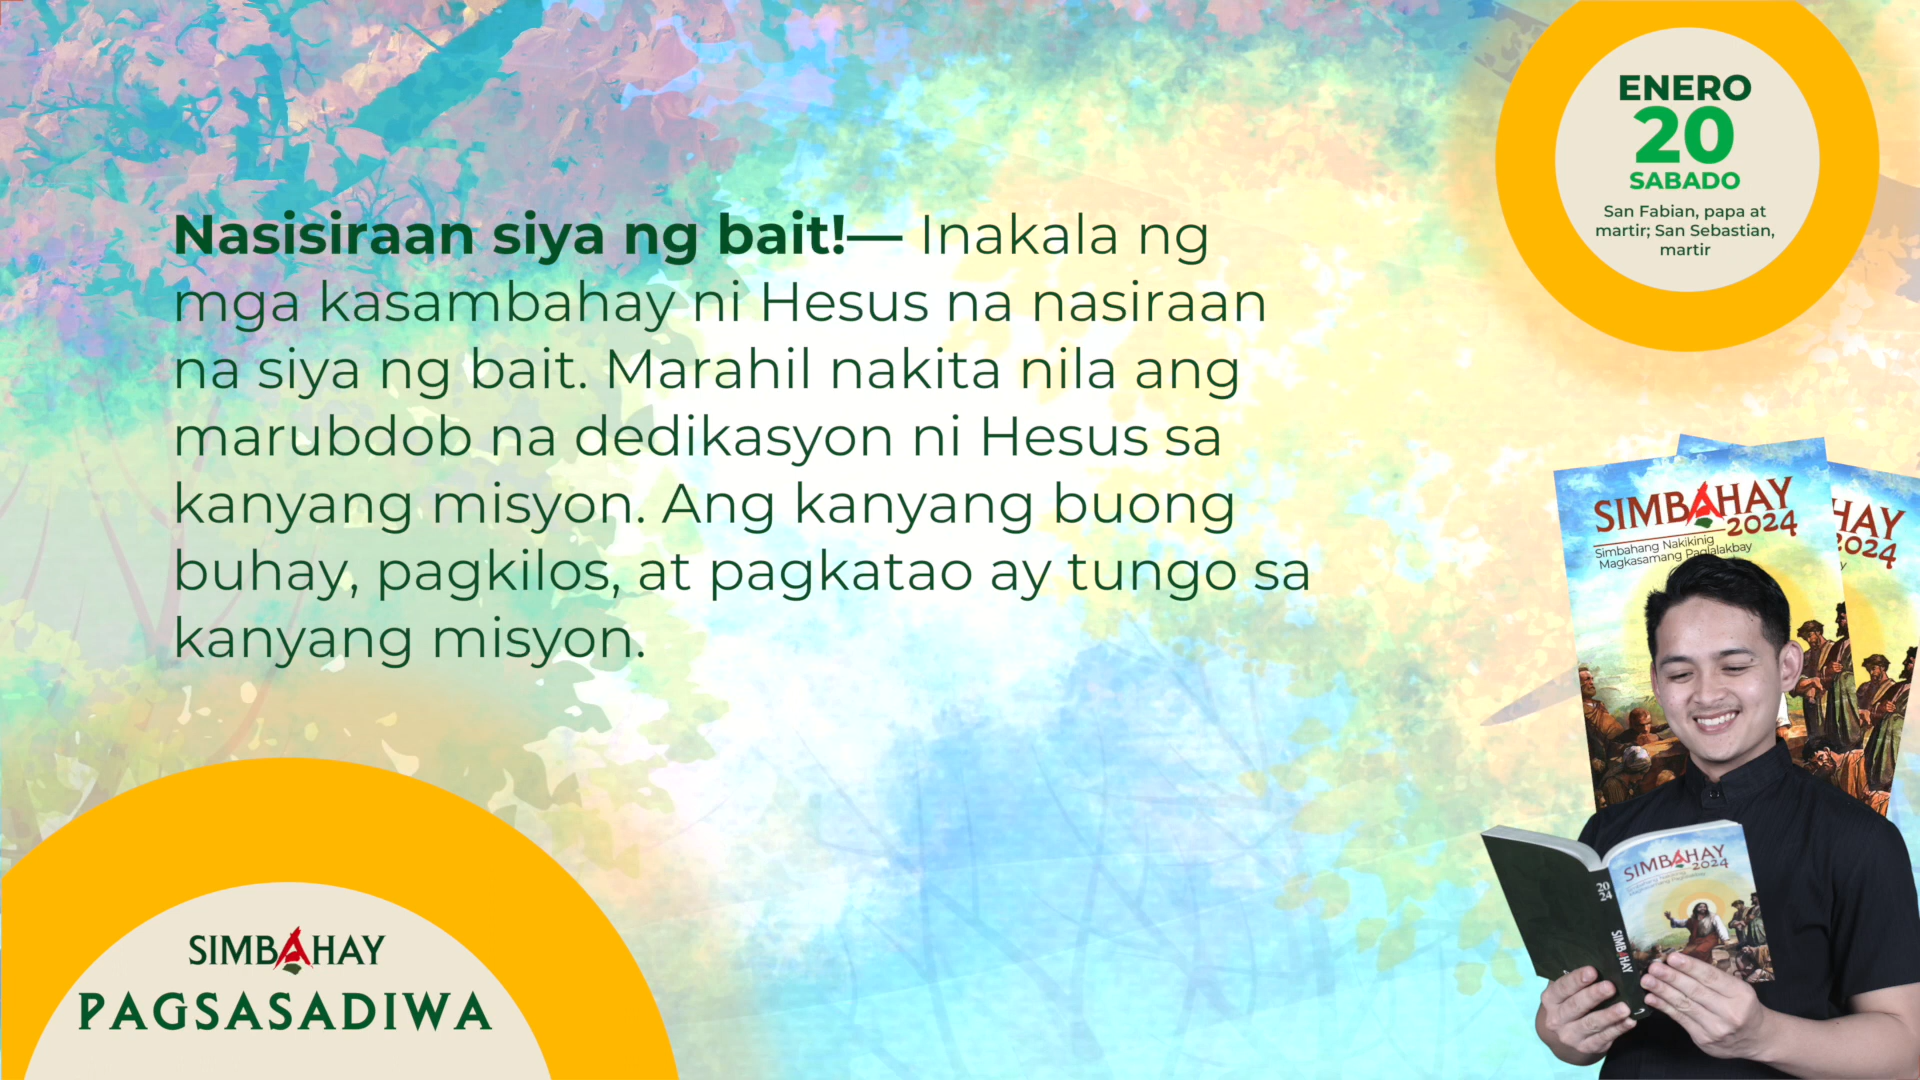 ENERO
20
SABADO
San Fabian, papa at
martir; San Sebastian,
martir
Nasisiraan siya ng bait!— Inakala ng
mga kasambahay ni Hesus na nasiraan
na siya ng bait. Marahil nakita nila ang
marubdob na dedikasyon ni Hesus sa
kanyang misyon. Ang kanyang buong
buhay, pagkilos, at pagkatao ay tungo sa
kanyang misyon.
SIMBAHAY
2024
Simbahang Nakikinig
Magkasamang Paglalakbay
HAY
2024
y
SIMBAHAY
2024
20
24
SIMBAHAY
SIMBAHAY
PAGSASADIWA